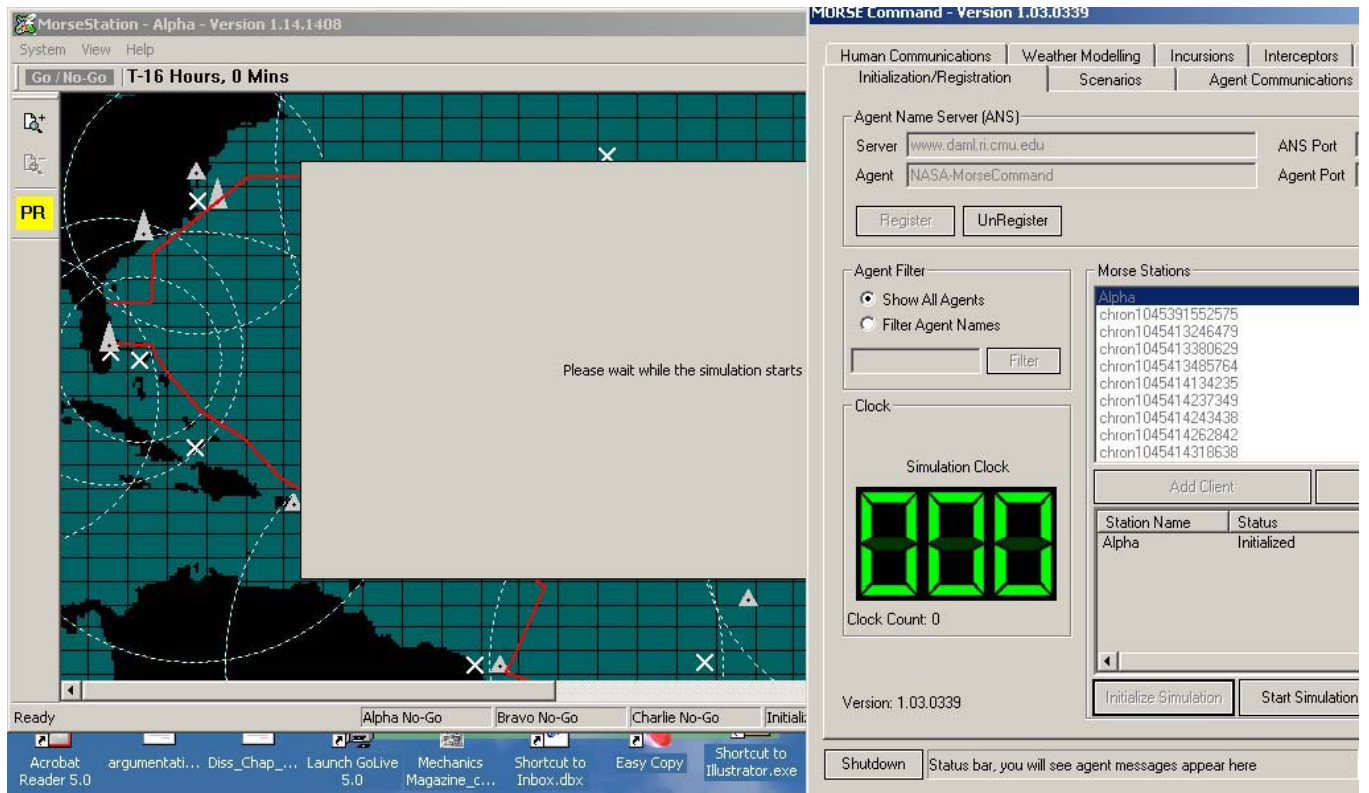 MorseStation - Alpha - Version 1.14.1408
System View Help
Go / No-Go T-16 Hours, 0 Mins
PR
Please wait while the simulation starts
Ready
Alpha No-Go
Bravo No-Go
Charlie No-Go
Acrobat
Reader 5.0
argumentati...
Diss_Chap_...
Launch GoLive
5.0
Mechanics
Magazine_c...
Shortcut to
Inbox.dbx
Easy Copy
Shortcut to
Illustrator.exe
MORSE Command - Version 1.03.0339
Human Communications Weather Modelling Incursions Interceptors
Initialization/Registration Scenarios Agent Communications
Agent Name Server (ANS)
Server www.daml.ri.cmu.edu ANS Port
Agent NASA-MorseCommand Agent Port
Register UnRegister
Agent Filter
Show All Agents
Filter Agent Names
Filter
Clock
Simulation Clock
000
Clock Count: 0
Version: 1.03.0339
Morse Stations
Alpha
chron1045391552575
chron1045413246479
chron1045413380629
chron1045413485764
chron1045414134235
chron1045414237349
chron1045414243438
chron1045414262842
chron1045414318638
Add Client
Station Name Status
Alpha Initialized
Initialize Simulation Start Simulation
Shutdown Status bar, you will see agent messages appear here